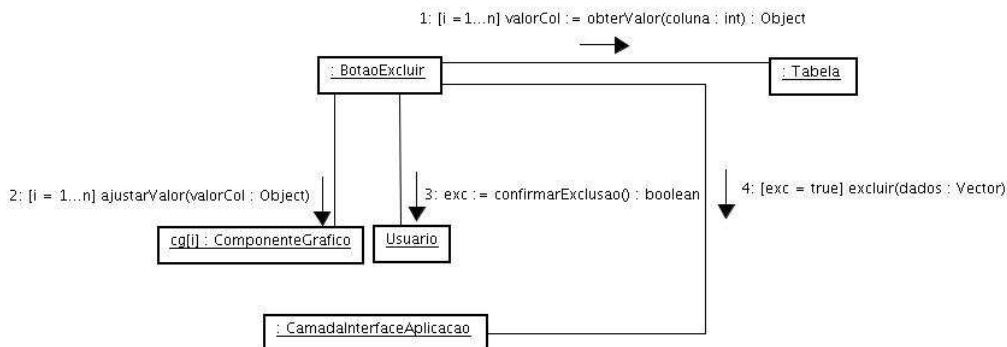 1: [i =1...n] valorCol := obterValor(coluna : int) : Object
: BotaoExcluir
: Tabela
2: [i = 1...n] ajustarValor(valorCol : Object)
3: exc := confirmarExclusao() : boolean
4: [exc = true] excluir(dados : Vector)
cg[i] : ComponenteGrafico
Usuario
: CamadaInterfaceAplicacao